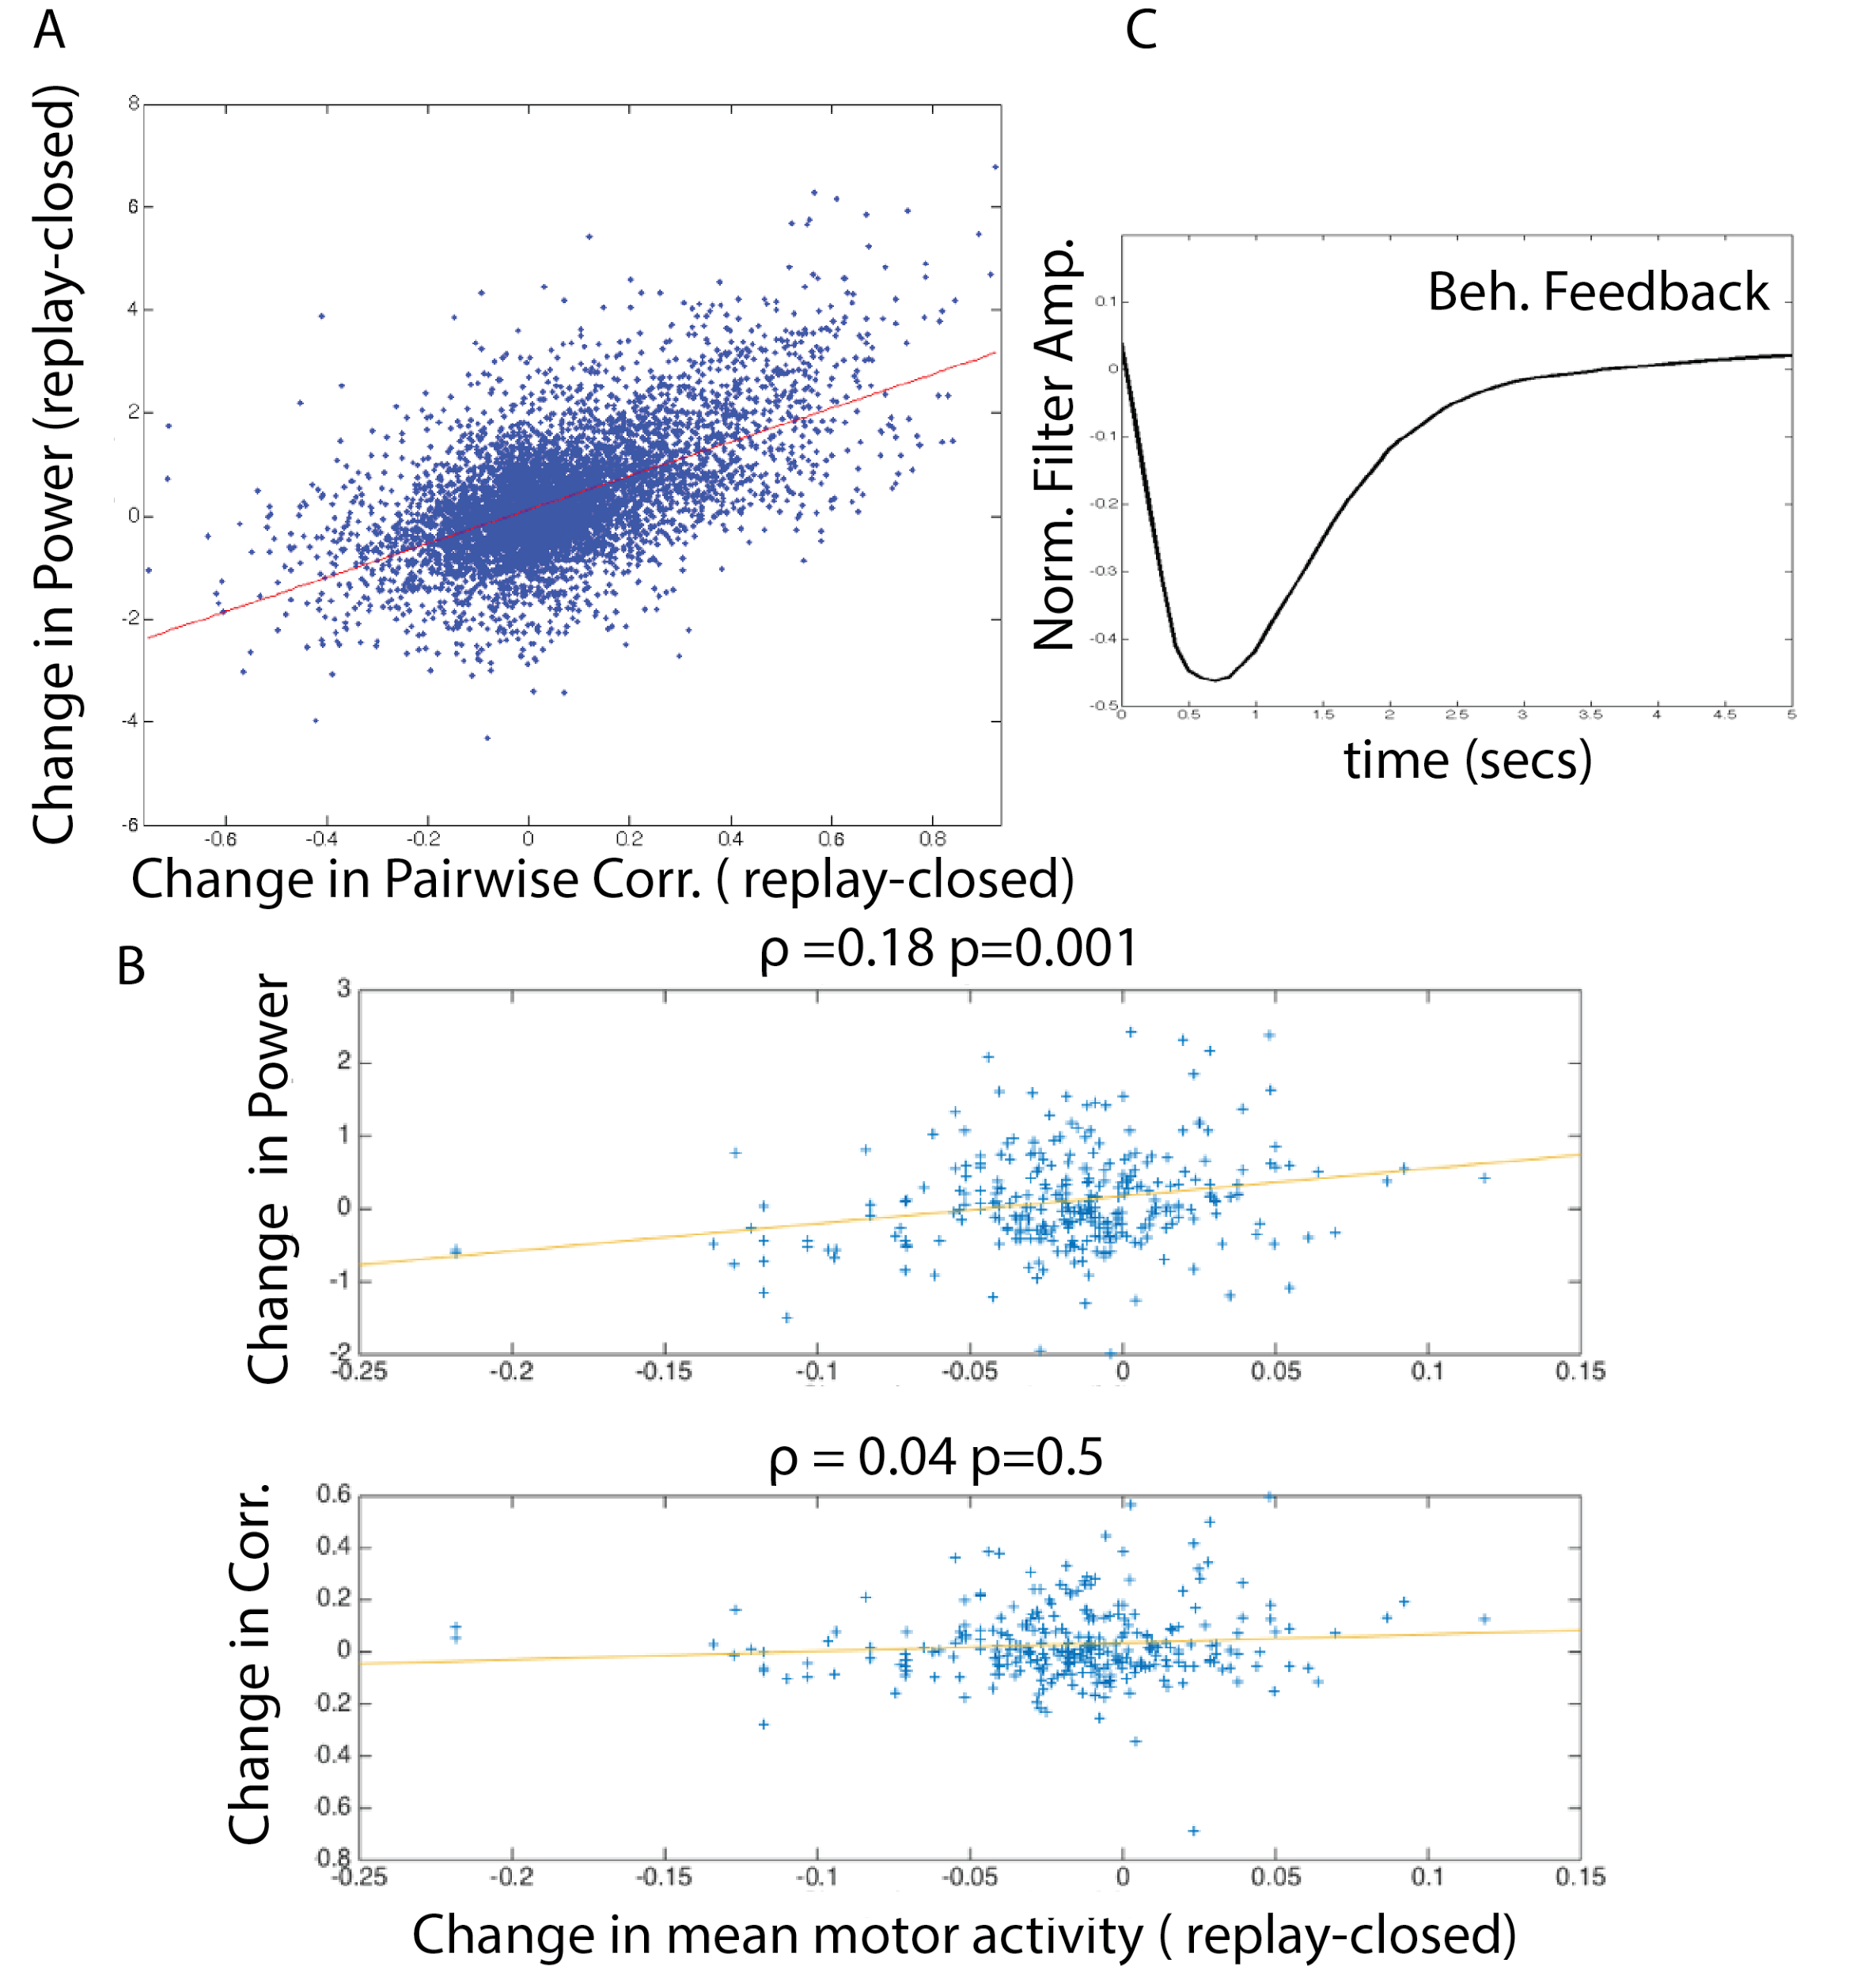 A
Change in Power (replay-closed)
8
6
4
2
0
-2
-4
-6
-0.6 -0.4 -0.2 0 0.2 0.4 0.6 0.8
Change in Pairwise Corr. ( replay-closed)
C
Norm. Filter Amp.
Beh. Feedback
0.1
0
-0.1
-0.2
-0.3
-0.4
-0.5
0 0.5 1 1.5 2 2.5 3 3.5 4 4.5 5
time (secs)
B
ρ =0.18 p=0.001
Change in Power
3
2
1
0
-1
-2
-0.25 -0.2 -0.15 -0.1 -0.05 0 0.05 0.1 0.15
ρ = 0.04 p=0.5
Change in Corr.
0.6
0.4
0.2
0
0.2
0.4
0.6
0.8
-0.25 -0.2 -0.15 -0.1 -0.05 0 0.05 0.1 0.15
Change in mean motor activity ( replay-closed)